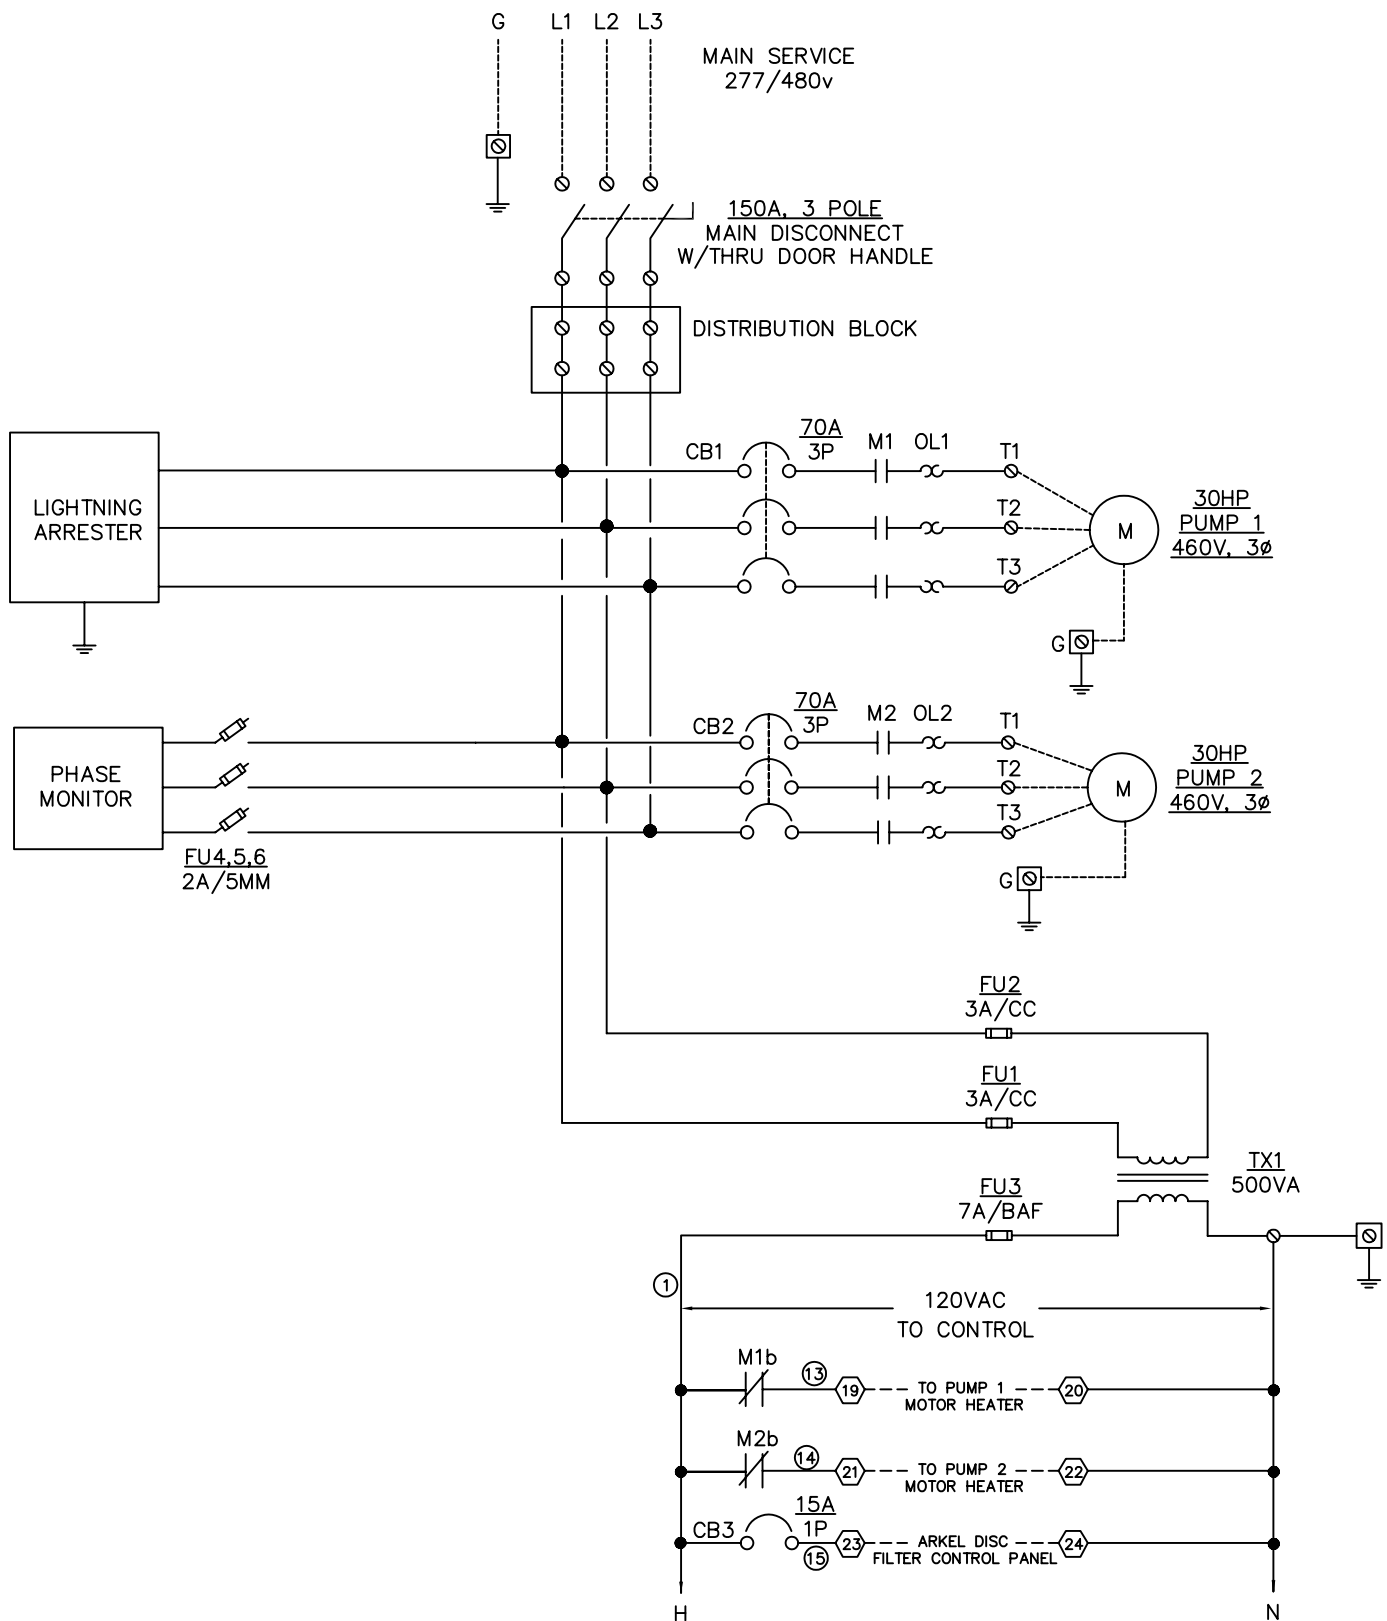 G L1 L2 L3
MAIN SERVICE
277/480v
150A, 3 POLE
MAIN DISCONNECT
W/THRU DOOR HANDLE
DISTRIBUTION BLOCK
LIGHTNING
ARRESTER
CB1
70A
3P
M1
OL1
T1
T2
T3
M
30HP
PUMP 1
460V, 3ø
G
PHASE
MONITOR
FU4,5,6
2A/5MM
CB2
70A
3P
M2
OL2
T1
T2
T3
M
30HP
PUMP 2
460V, 3ø
G
FU2
3A/CC
FU1
3A/CC
TX1
500VA
FU3
7A/BAF
1
120VAC
TO CONTROL
M1b
13
19
TO PUMP 1
MOTOR HEATER
20
M2b
14
21
TO PUMP 2
MOTOR HEATER
22
CB3
15A
1P
15
23
ARKEL DISC
FILTER CONTROL PANEL
24
H
N